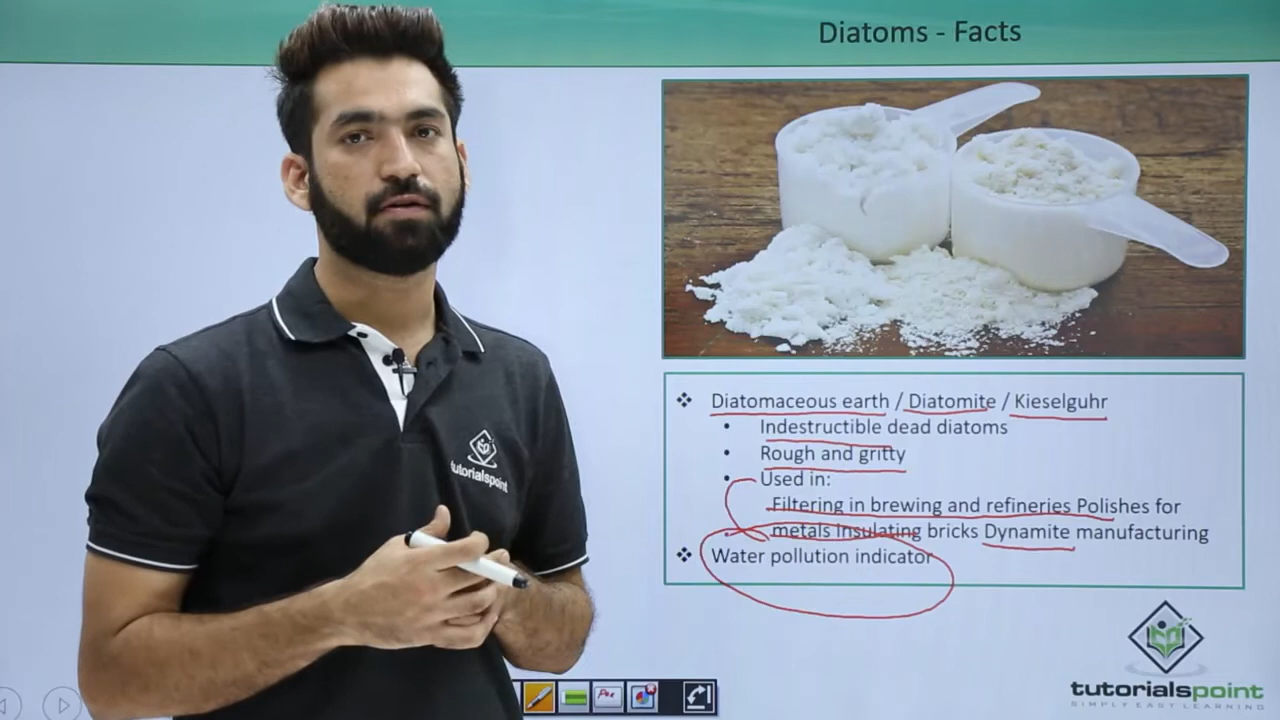 Diatoms - Facts
❖ Diatomaceous earth / Diatomite / Kieselguhr
• Indestructible dead diatoms
• Rough and gritty
• Used in:
Filtering in brewing and refineries Polishes for
metals Insulating bricks Dynamite manufacturing
❖ Water pollution indicator
tutorialspoint
tutorialspoint
SIMPLY EASY LEARNING